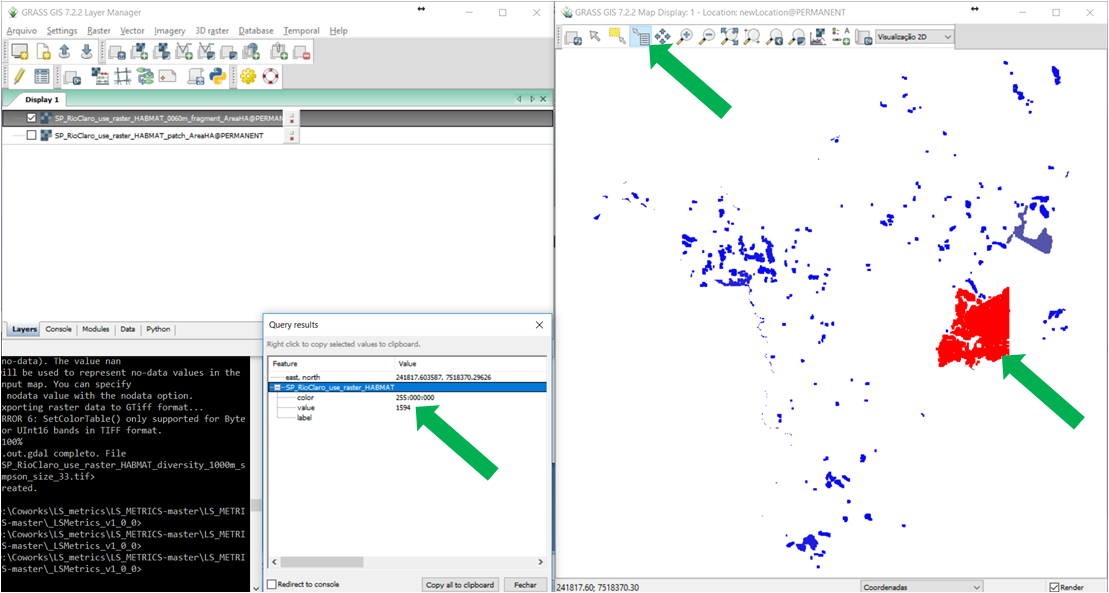 GRASS GIS 7.2.2 Layer Manager
Arquivo Settings Raster Vector Imagery 3D raster Database Temporal Help
Display 1
SP_RioClaro_use_raster_HABMAT_0060m_fragment_AreaHA@PERMAN
SP_RioClaro_use_raster_HABMAT_patch_AreaHA@PERMANENT
Layers Console Modules Data Python
no-data). The value nan
ill be used to represent no-data values in the
nput map. You can specify
nodata value with the nodata option.
xporting raster data to GTiff format...
RROR 6: SetColorTable() only supported for Byte
or UInt16 bands in TIFF format.
100%
.out.gdal completo. File
SP_RioClaro_use_raster_HABMAT_diversity_1000m_s
mpson_size_33.tif>
reated.
:\Coworks\LS_metrics\LS_METRICS-master\LS_METRI
S-master\_LSMetrics_v1_0_0>
:\Coworks\LS_metrics\LS_METRICS-master\LS_METRI
S-master\_LSMetrics_v1_0_0>
:\Coworks\LS_metrics\LS_METRICS-master\LS_METRI
S-master\_LSMetrics_v1_0_0>
Query results
Right click to copy selected values to clipboard.
Feature Value
east, north 241817.603587, 7518370.29626
SP_RioClaro_use_raster_HABMAT
color 255:000:000
value 1594
label
Redirect to console Copy all to clipboard Fechar
GRASS GIS 7.2.2 Map Display: 1 - Location: newLocation@PERMANENT
Visualização 2D
241817.60; 7518370.30 Coordenadas Render